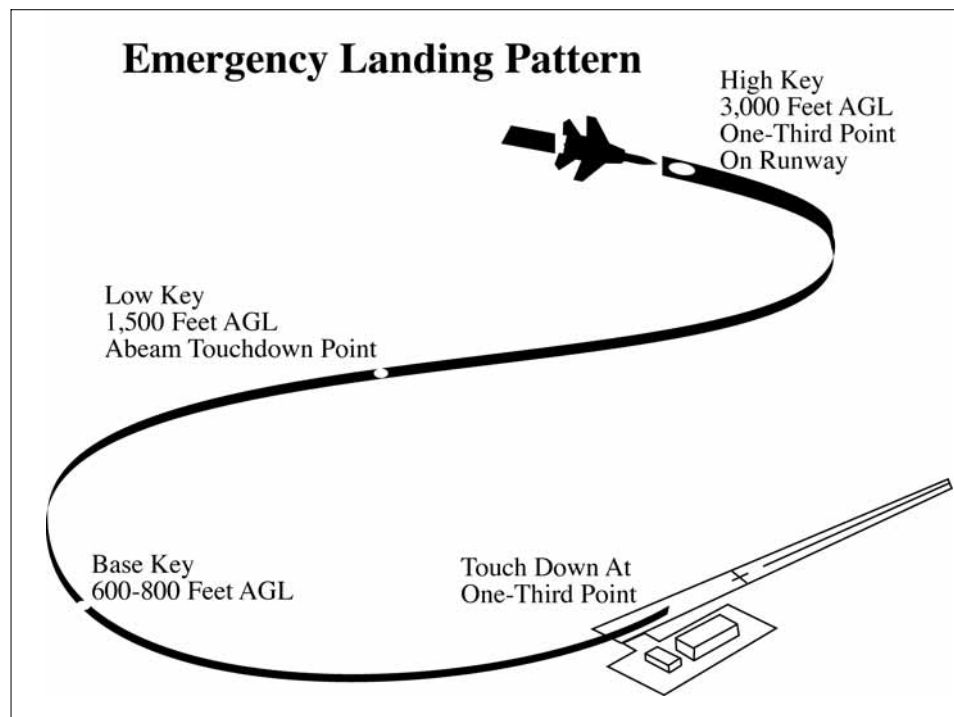 Emergency Landing Pattern
High Key
3,000 Feet AGL
One-Third Point
On Runway
Low Key
1,500 Feet AGL
Abeam Touchdown Point
Base Key
600-800 Feet AGL
Touch Down At
One-Third Point